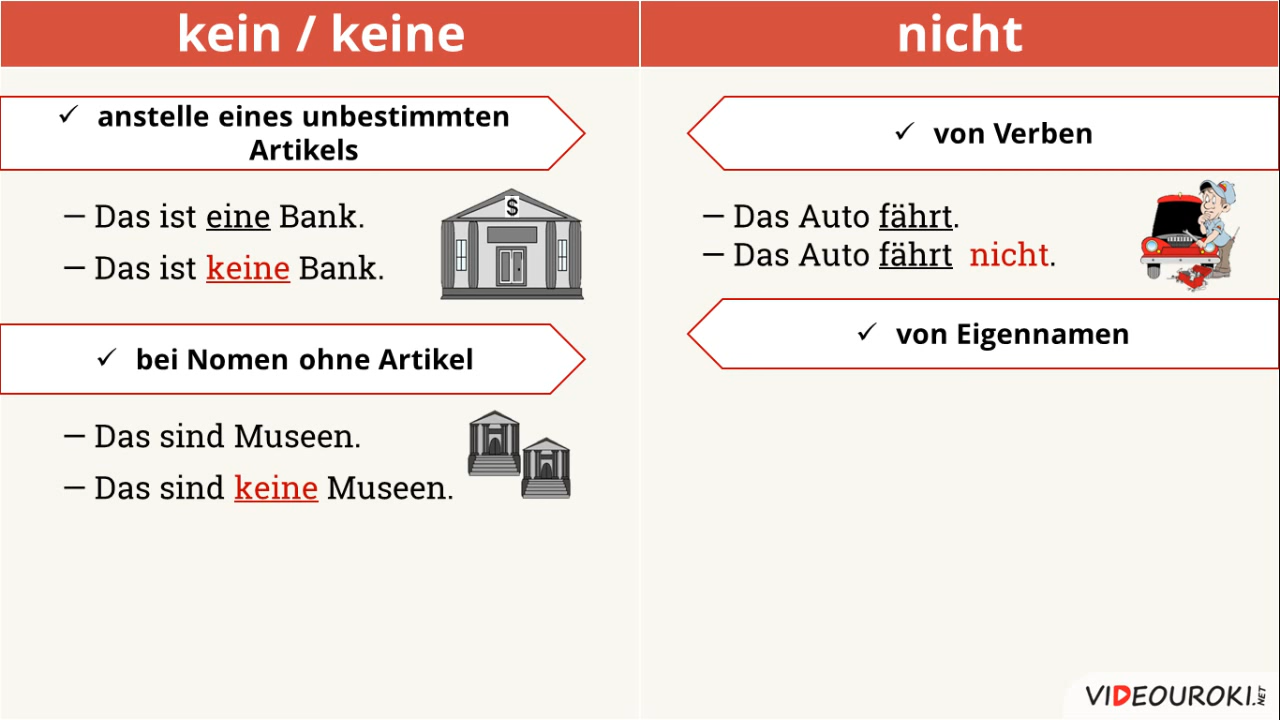 kein / keine
✓ anstelle eines unbestimmten
Artikels
– Das ist eine Bank.
– Das ist keine Bank.
$
✓ bei Nomen ohne Artikel
– Das sind Museen.
– Das sind keine Museen.
nicht
✓ von Verben
– Das Auto fährt.
– Das Auto fährt nicht.
✓ von Eigennamen
VIDEOUROKI.NET